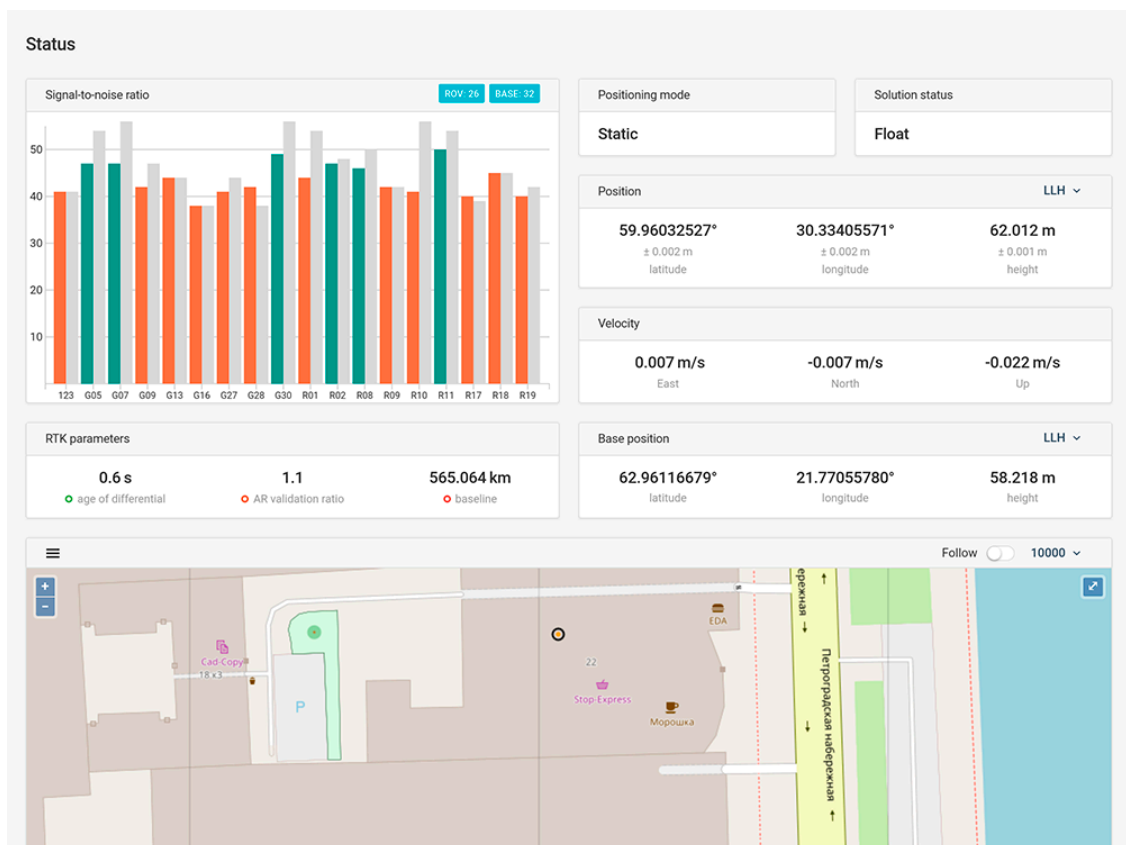 Status
Signal-to-noise ratio
ROV: 26
BASE: 32
50
40
30
20
10
123 G05 G07 G09 G13 G16 G27 G28 G30 R01 R02 R08 R09 R10 R11 R17 R18 R19
Positioning mode
Static
Solution status
Float
Position
LLH
59.96032527° 30.33405571° 62.012 m
± 0.002 m ± 0.002 m ± 0.001 m
latitude longitude height
Velocity
0.007 m/s -0.007 m/s -0.022 m/s
East North Up
RTK parameters
0.6 s 1.1 565.064 km
age of differential AR validation ratio baseline
Base position
LLH
62.96116679° 21.77055780° 58.218 m
latitude longitude height
Follow 10000
+
-
ережная
EDA
Cad-Copy
18 x3
22
Stop-Express
P
Морошка
Петроградская набережная